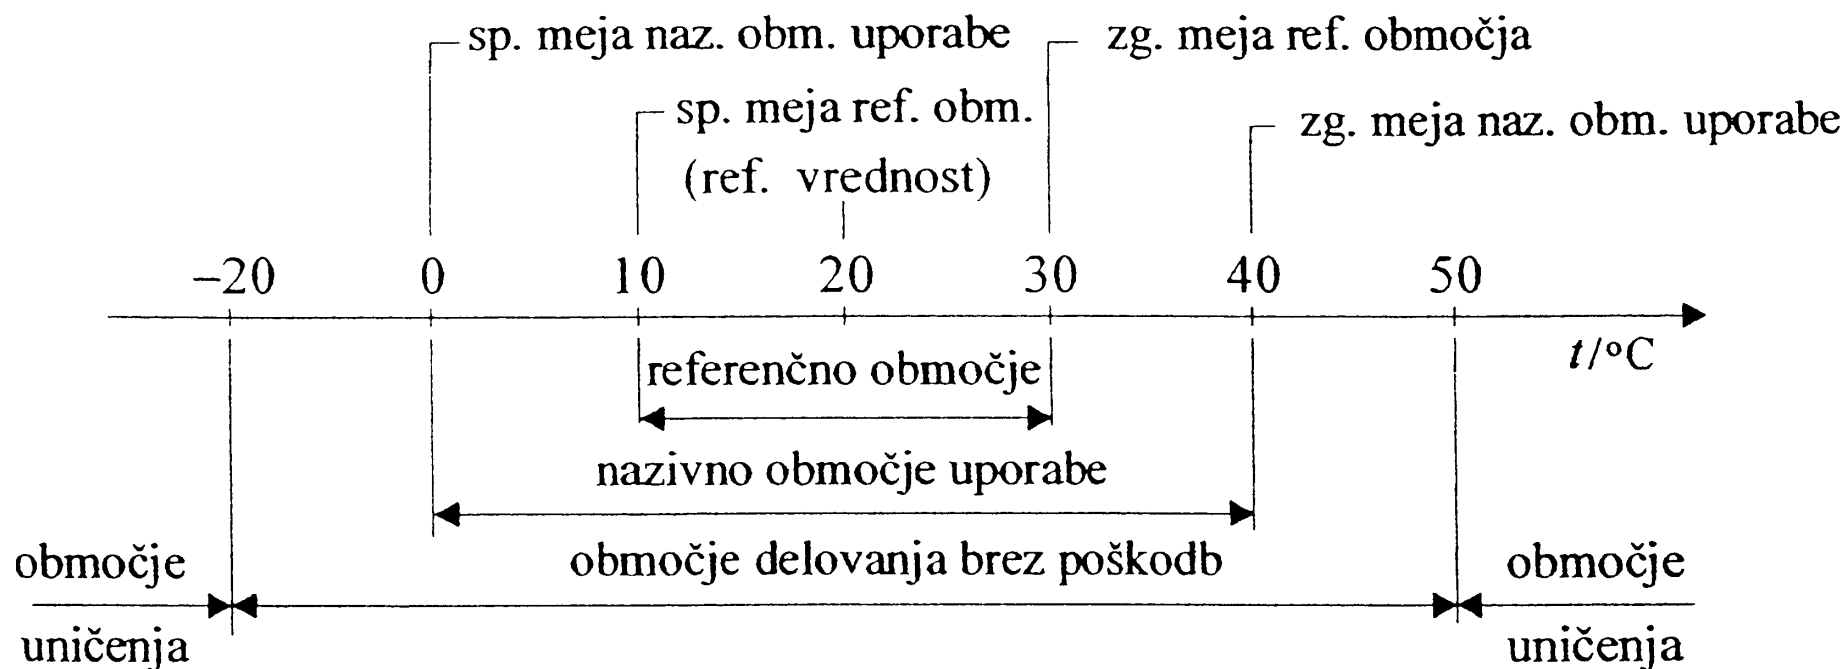 sp. meja naz. obm. uporabe
zg. meja ref. območja
sp. meja ref. obm.
zg. meja naz. obm. uporabe
(ref. vrednost)
–20 0 10 20 30 40 50
t/°C
referenčno območje
nazivno območje uporabe
območje
območje delovanja brez poškodb
območje
uničenja
uničenja